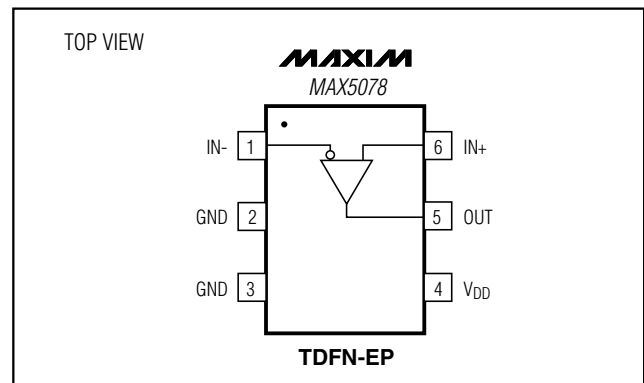 TOP VIEW
MAXIM
MAX5078
IN- 1 6 IN+
GND 2 5 OUT
GND 3 4 VDD
TDFN-EP